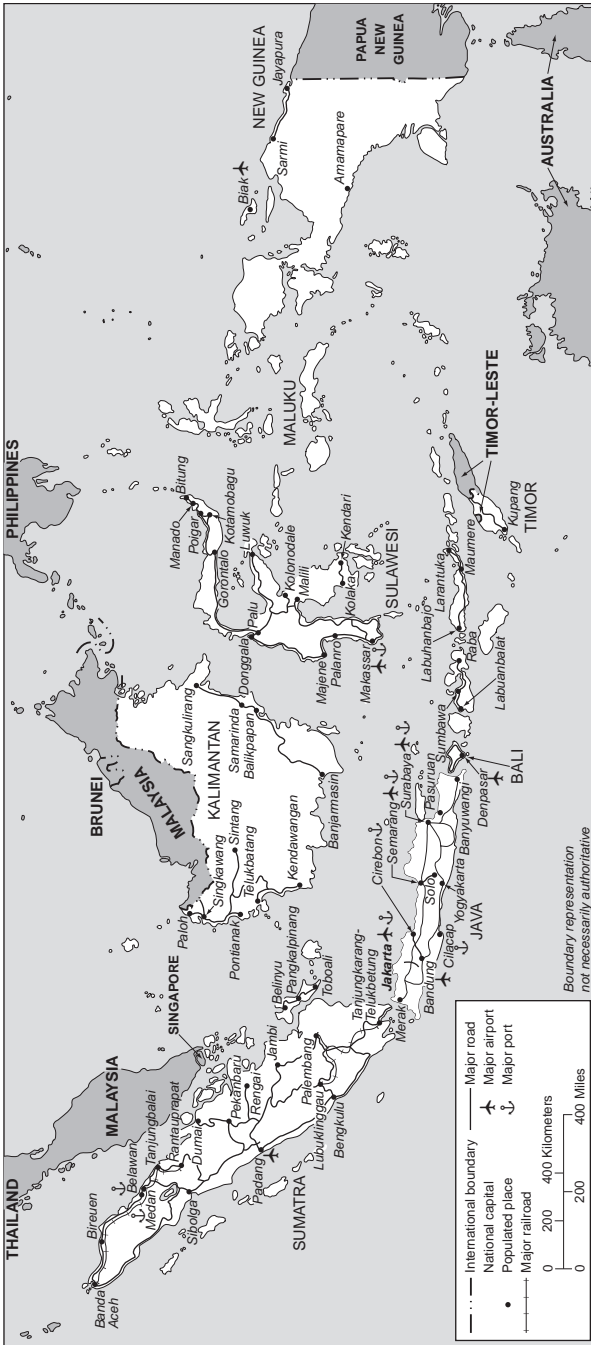 THAILAND
PHILIPPINES
MALAYSIA
SINGAPORE
BRUNEI
MALAYSIA
PAPUA
NEW
GUINEA
AUSTRALIA
TIMOR-LESTE
SUMATRA
Banda
Aceh
Bireuen
Medan
Belawan
Tanjungbalai
Rantauprapat
Sibolga
Dumai
Pekanbaru
Rengai
Padang
Jambi
Palembang
Lubuklinggau
Bengkulu
Belinyu
Pangkalpinang
Toboali
Tanjungkarang-
Telukbetung
JAVA
Merak
Jakarta
Bandung
Cirebon
Cilacap
Semarang
Solo
Yogyakarta
Surabaya
Pasuruan
Banyuwangi
BALI
Denpasar
Sumbawa
Labuanbalat
Raba
Labuhanbajo
Larantuka
Maumere
Kupang
TIMOR
KALIMANTAN
Paloh
Singkawang
Pontianak
Sintang
Telukbatang
Kendawangan
Banjarmasin
Balikpapan
Samarinda
Sangkulirang
SULAWESI
Manado
Bitung
Poigar
Kotamobagu
Gorontalo
Luwuk
Palu
Donggala
Kolonodale
Malili
Majene
Palanro
Makassar
Kolaka
Kendari
MALUKU
NEW GUINEA
Biak
Sarmi
Jayapura
Amamapare
International boundary
National capital
Populated place
Major railroad
Major road
Major airport
Major port
0 200 400 Kilometers
0 200 400 Miles
Boundary representation
not necessarily authoritative